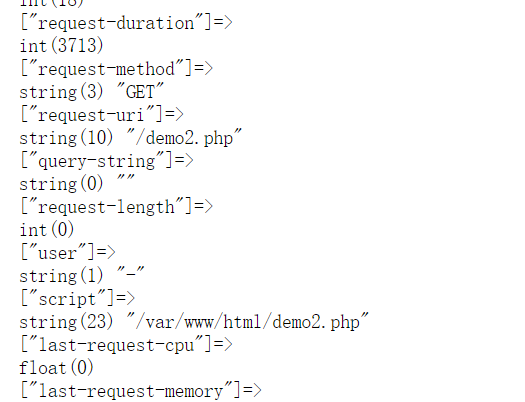 int(18)
["request-duration"]=>
int(3713)
["request-method"]=>
string(3) "GET"
["request-uri"]=>
string(10) "/demo2.php"
["query-string"]=>
string(0) ""
["request-length"]=>
int(0)
["user"]=>
string(1) "-"
["script"]=>
string(23) "/var/www/html/demo2.php"
["last-request-cpu"]=>
float(0)
["last-request-memory"]=>